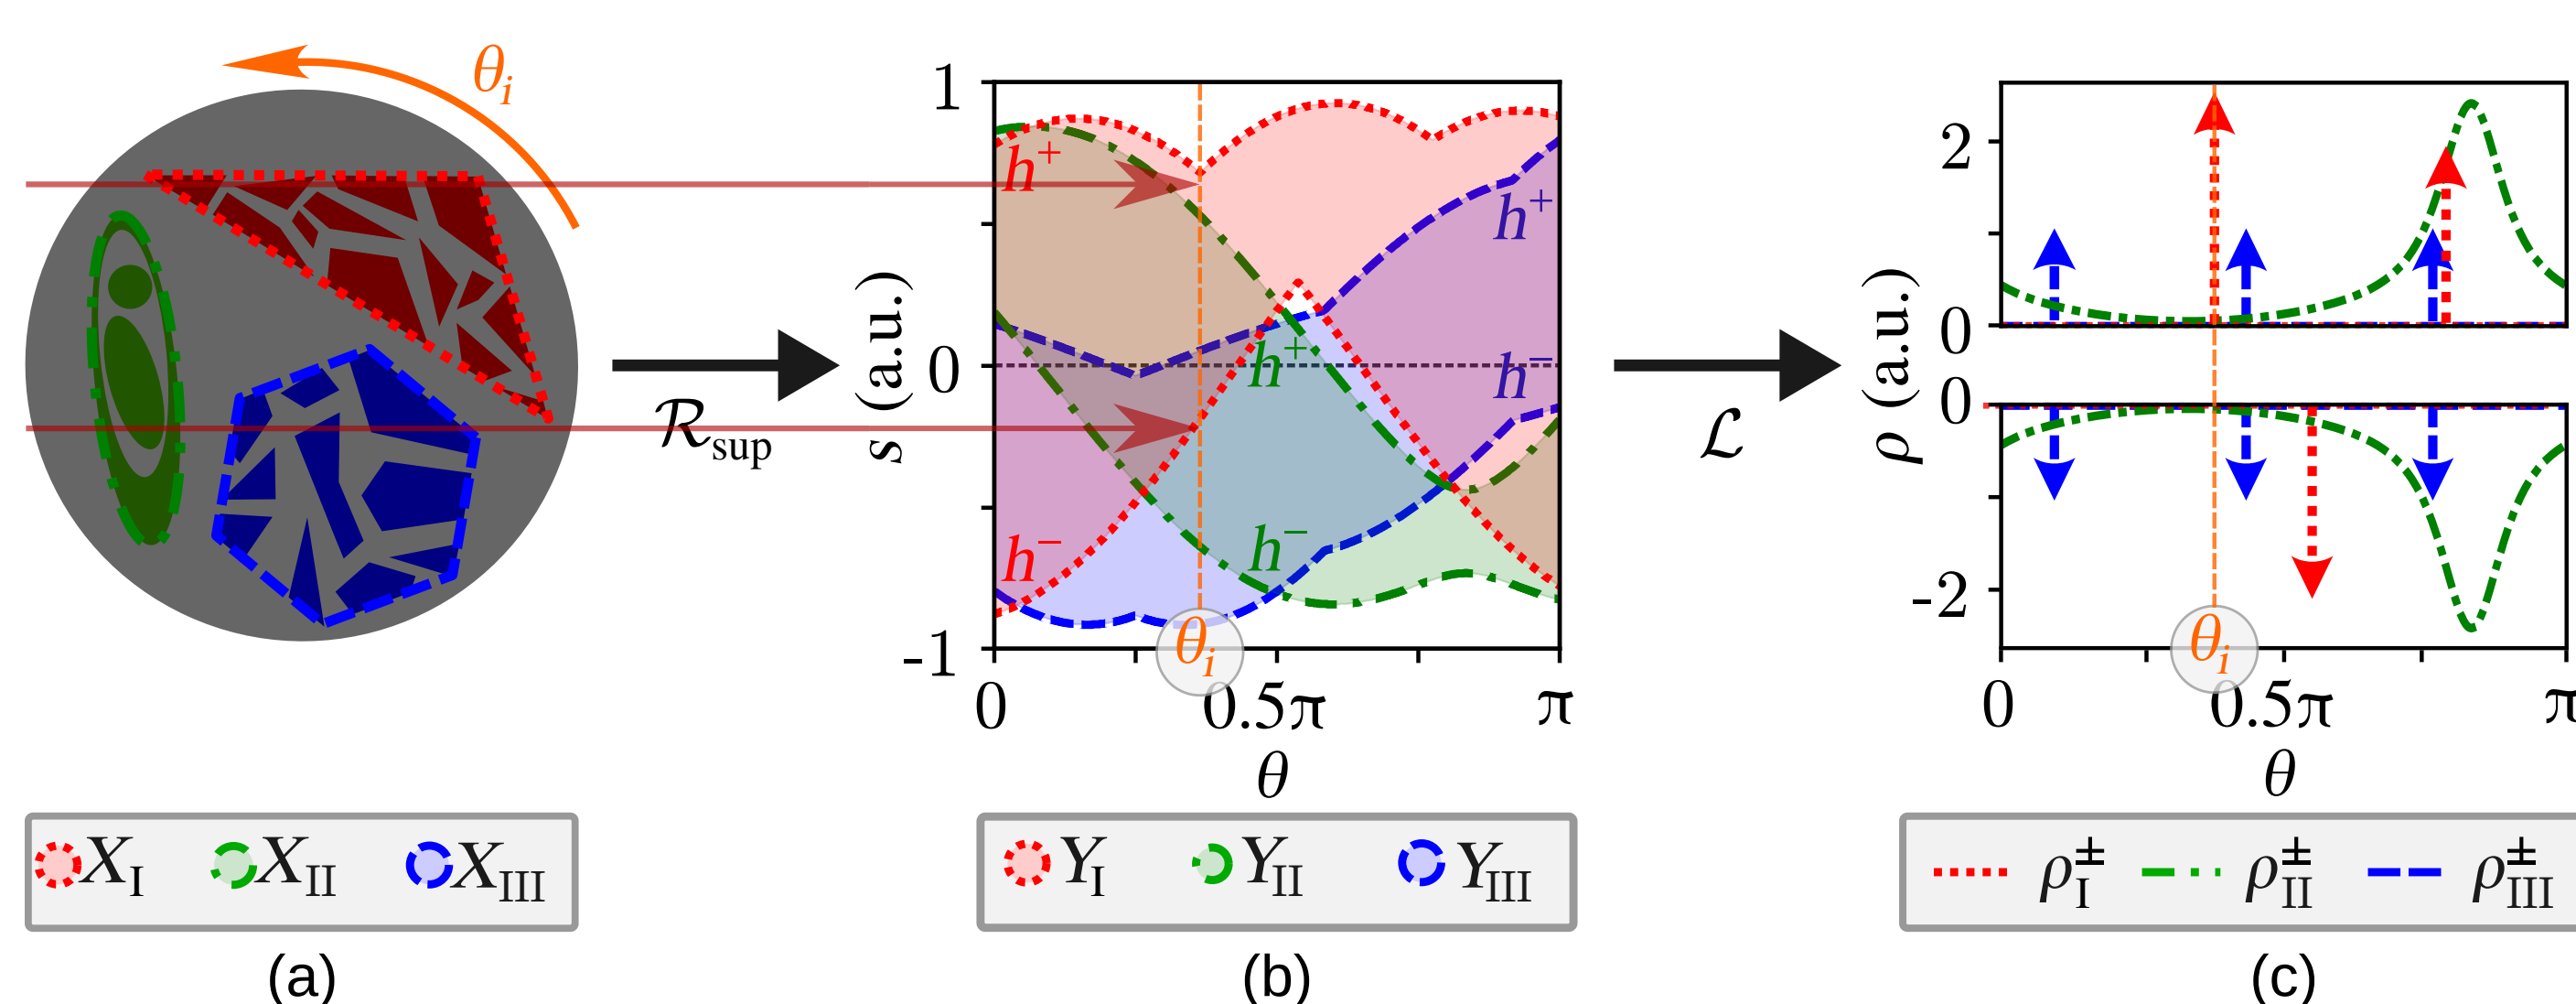 θi
ℛsup
1
0
-1
s (a.u.)
h+
h+
h+
h−
h−
h−
θi
0
0.5π
π
θ
ℒ
2
0
0
-2
ρ (a.u.)
θi
0
0.5π
π
θ
XI XII XIII
YI YII YIII
ρI± ρII± ρIII±
(a)
(b)
(c)